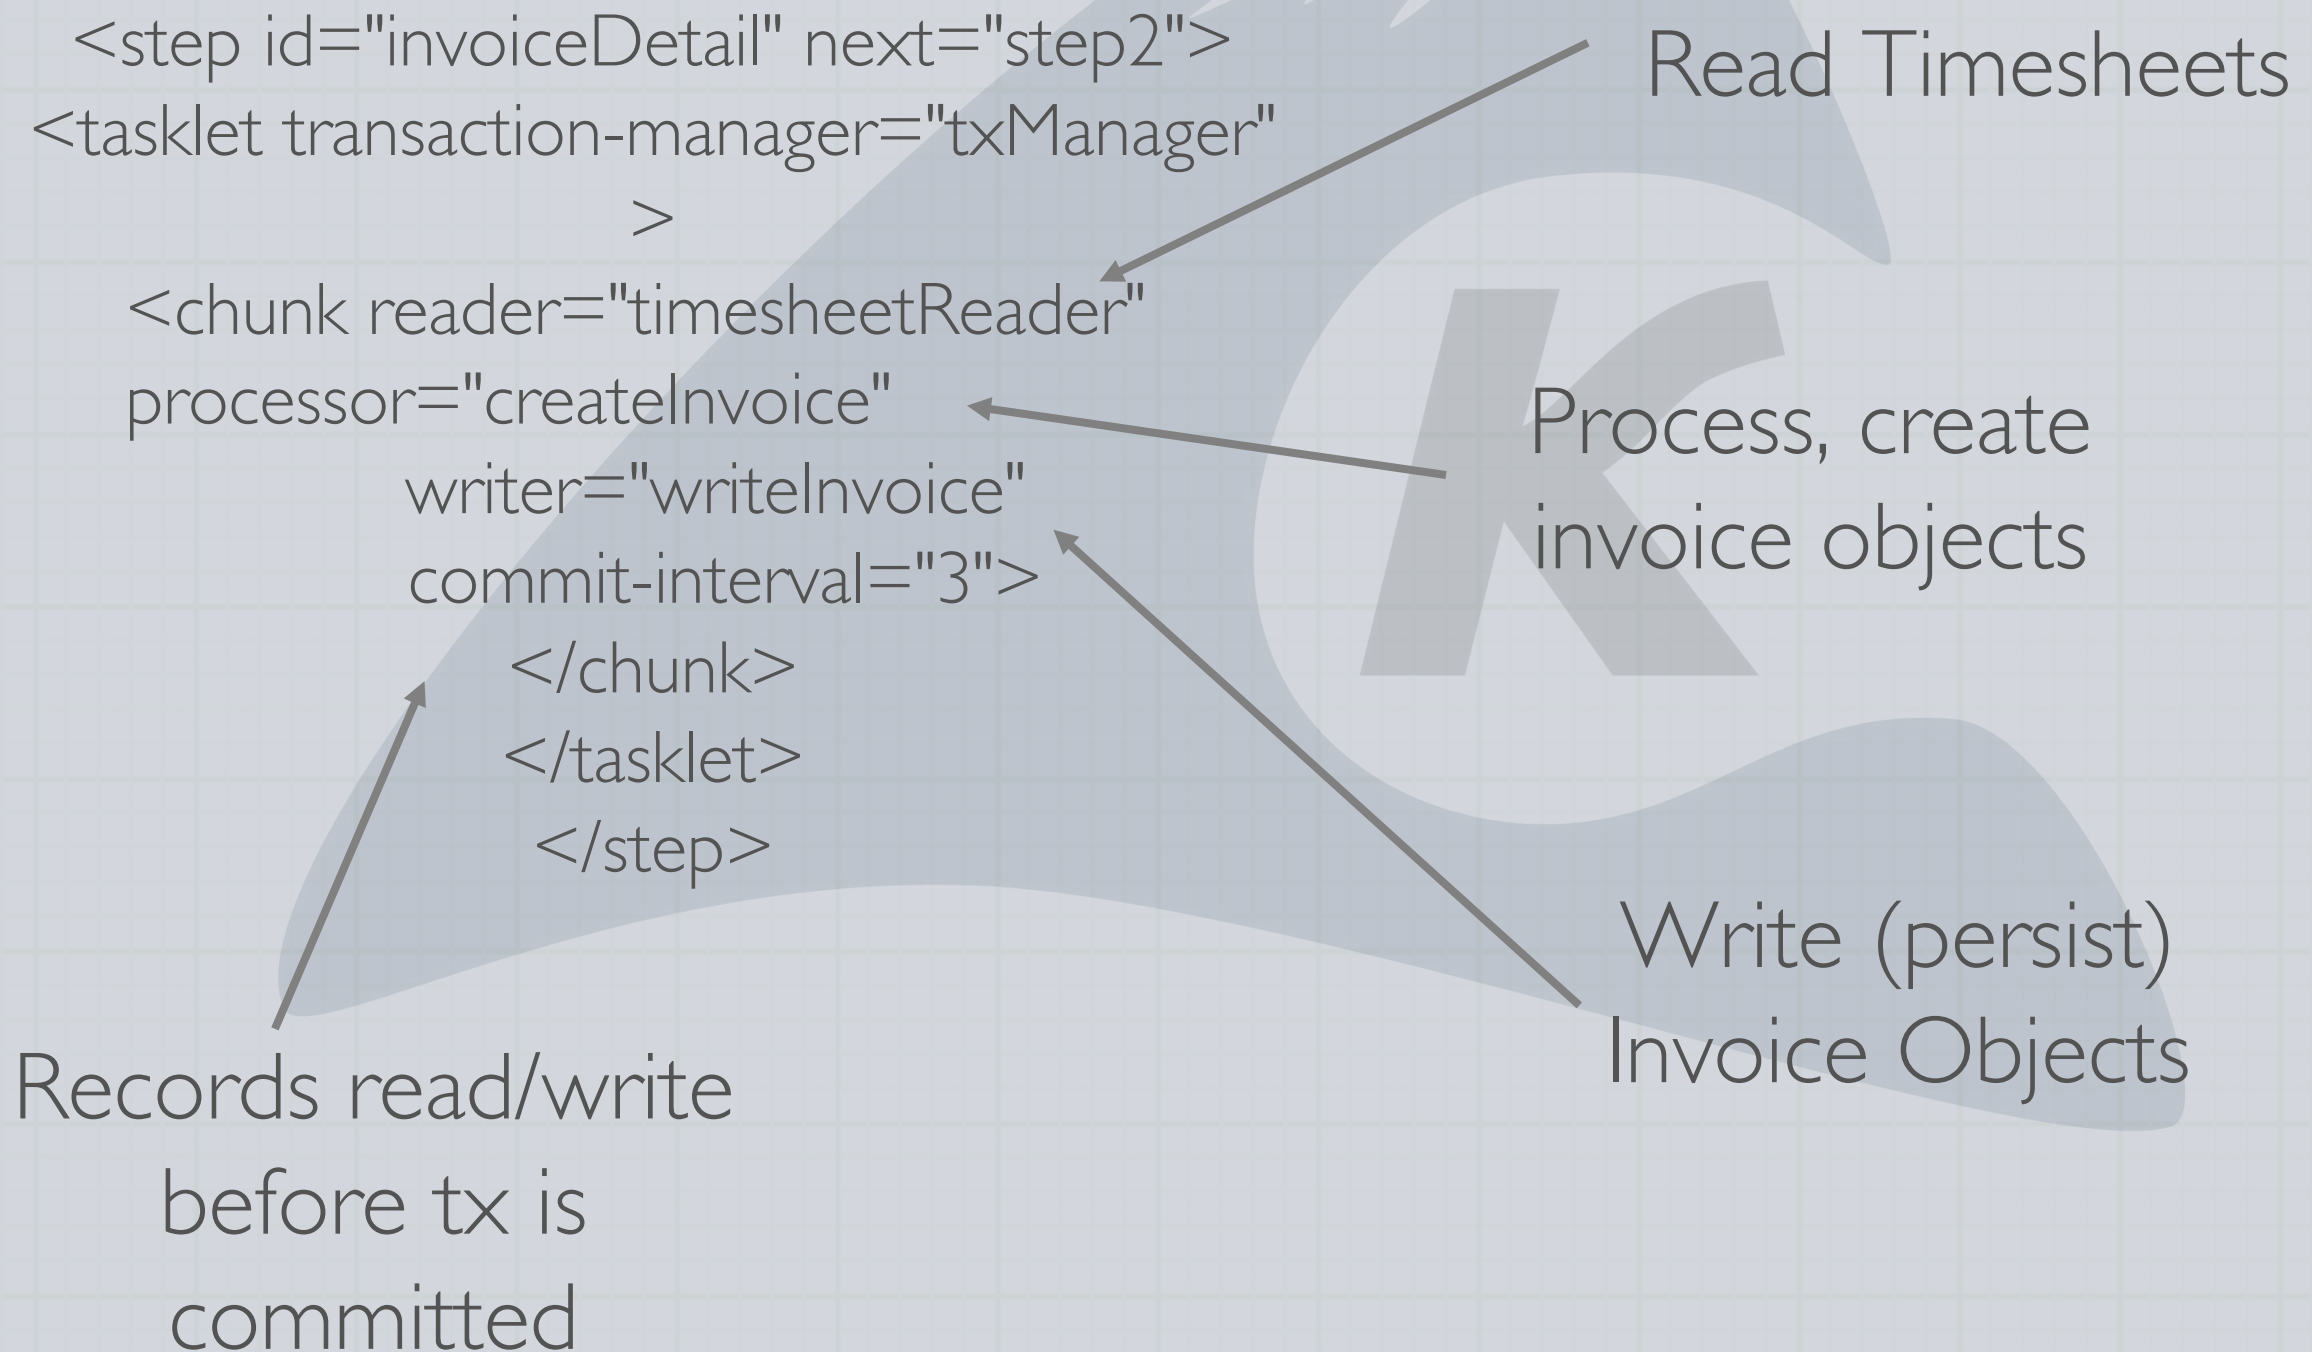 <step id="invoiceDetail" next="step2">
<tasklet transaction-manager="txManager"
>
<chunk reader="timesheetReader"
processor="createInvoice"
writer="writeInvoice"
commit-interval="3">
</chunk>
</tasklet>
</step>
Read Timesheets
Process, create
invoice objects
Write (persist)
Invoice Objects
Records read/write
before tx is
committed
K